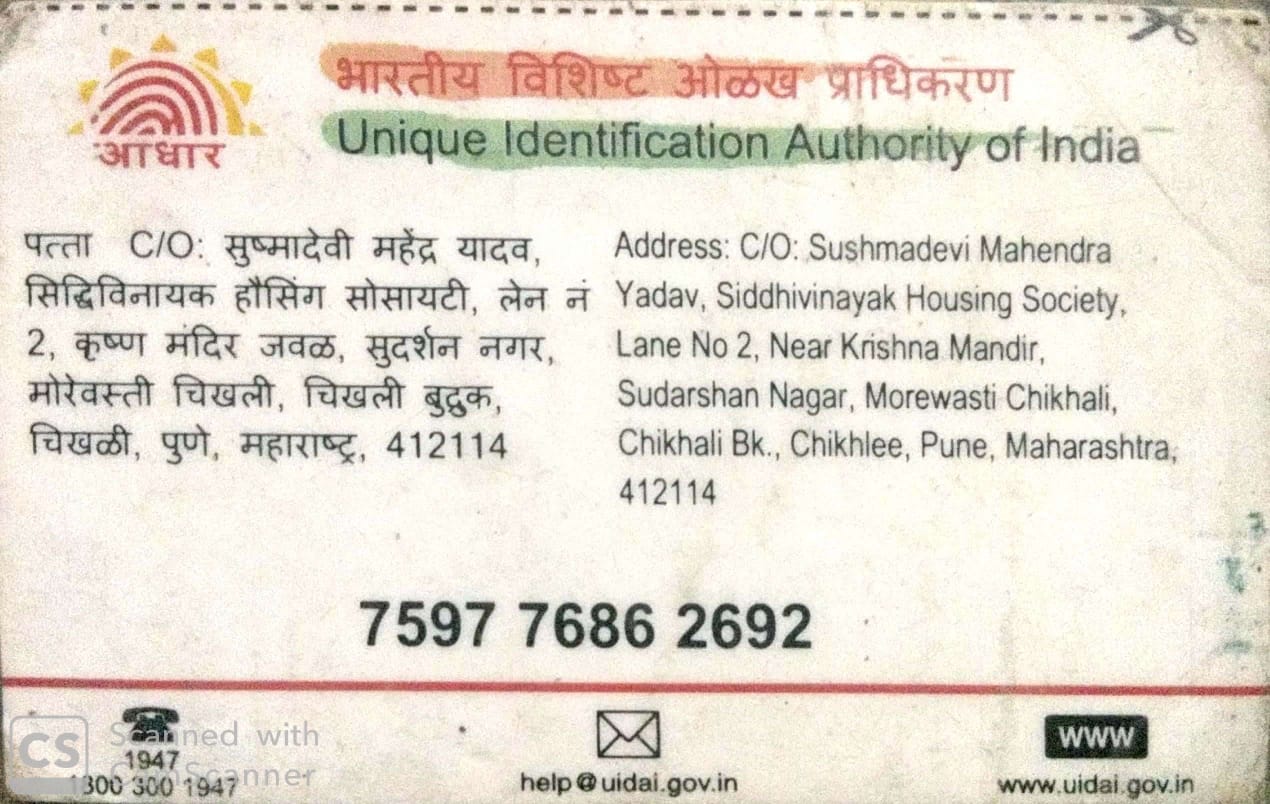 भारतीय विशिष्ट ओळख प्राधिकरण
Unique Identification Authority of India
आधार
पत्ता C/O: सुष्मादेवी महेंद्र यादव,
सिद्धिविनायक हौसिंग सोसायटी, लेन नं
2, कृष्ण मंदिर जवळ, सुदर्शन नगर,
मोरेवस्ती चिखली, चिखली बुद्रुक,
चिखळी, पुणे, महाराष्ट्र, 412114
Address: C/O: Sushmadevi Mahendra
Yadav, Siddhivinayak Housing Society,
Lane No 2, Near Krishna Mandir,
Sudarshan Nagar, Morewasti Chikhali,
Chikhali Bk., Chikhlee, Pune, Maharashtra,
412114
7597 7686 2692
1947
1800 300 1947
help@uidai.gov.in
www
www.uidai.gov.in
CS
Scanned with
CamScanner